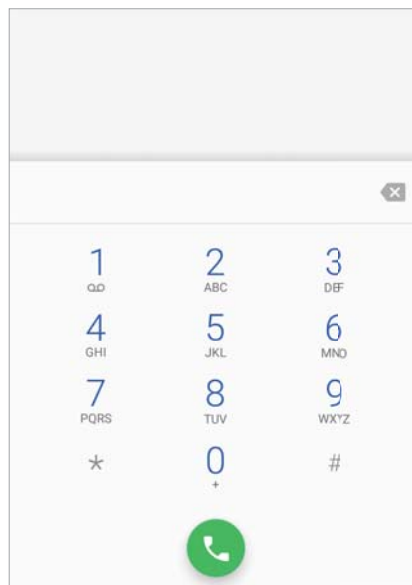 1 2 3
ABC DEF
4 5 6
GHI JKL MNO
7 8 9
PQRS TUV WXYZ
* 0 #
+